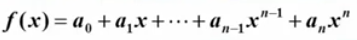 f(x) = a₀ + a₁x + ⋯ + aₙ₋₁xⁿ⁻¹ + aₙxⁿ